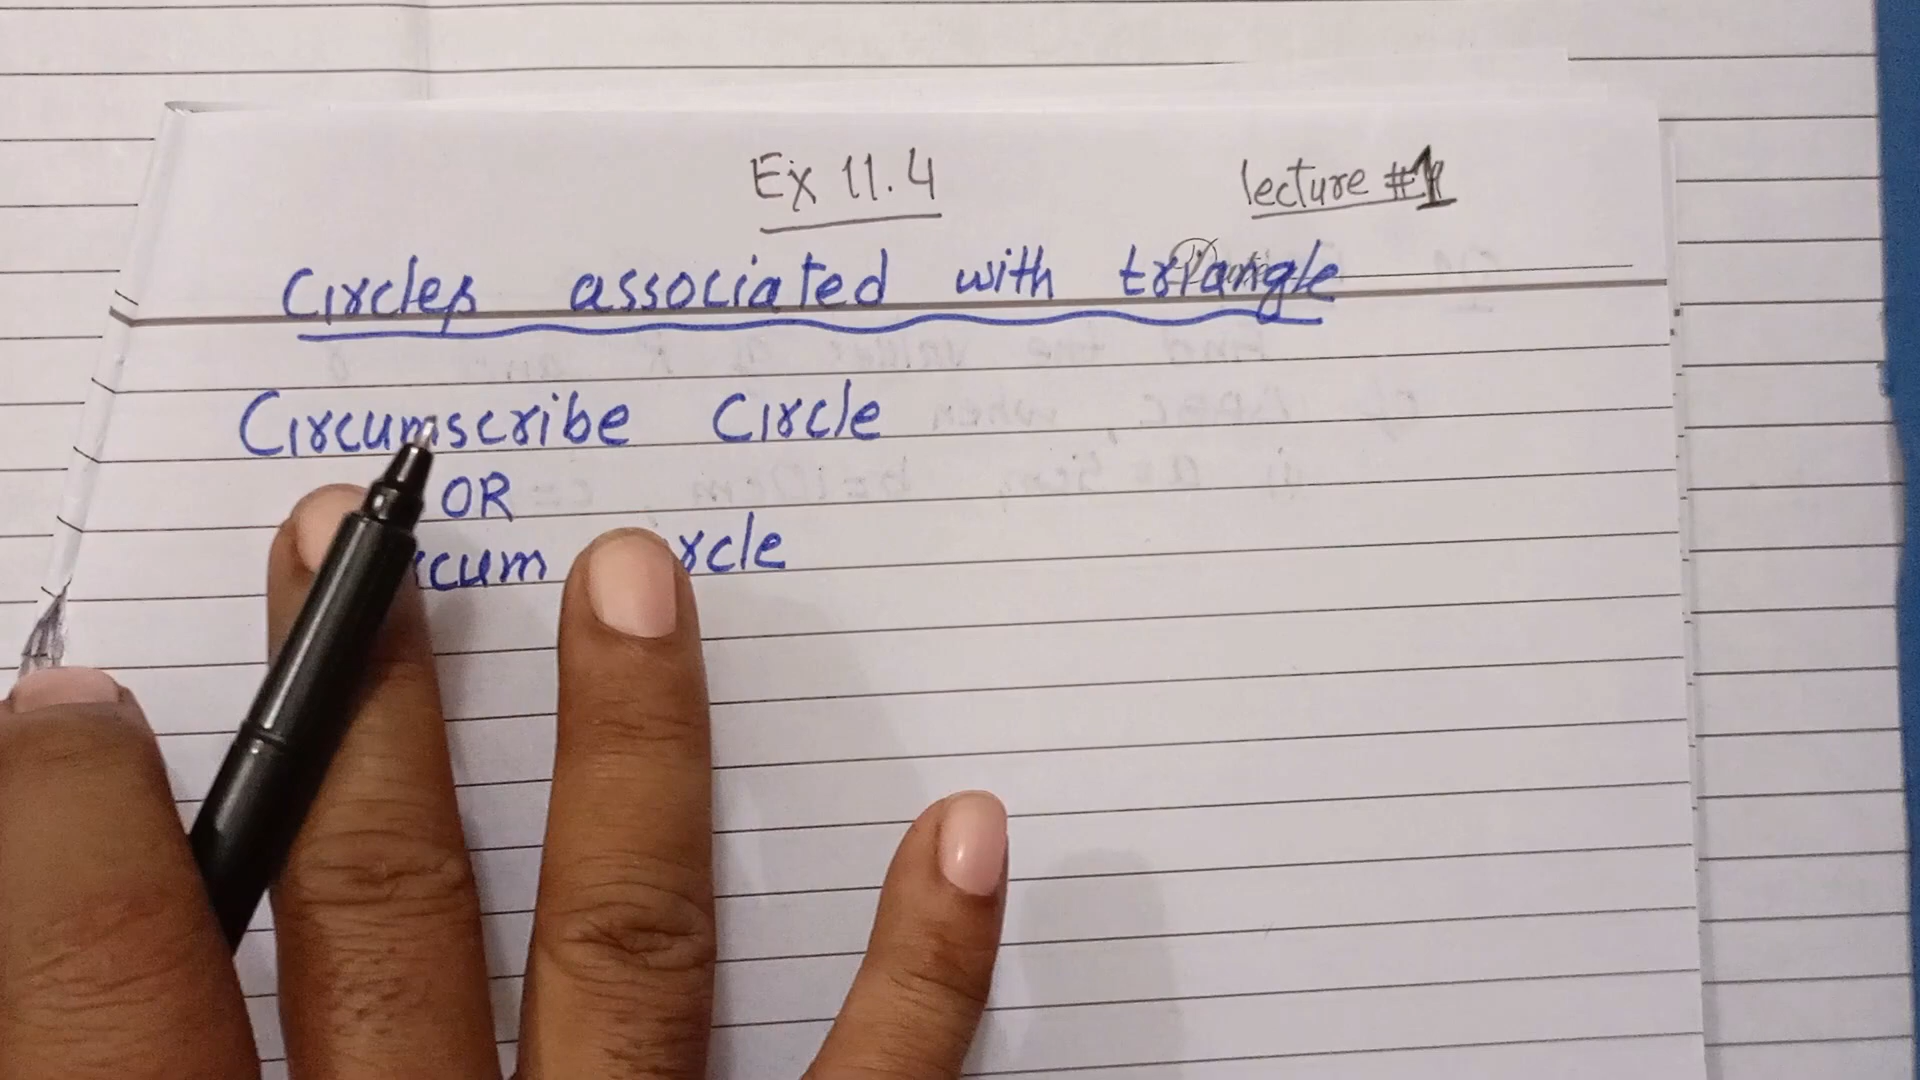 Ex 11.4 lecture #1
Circles associated with triangle
Circumscribe Circle
OR
cum rcle